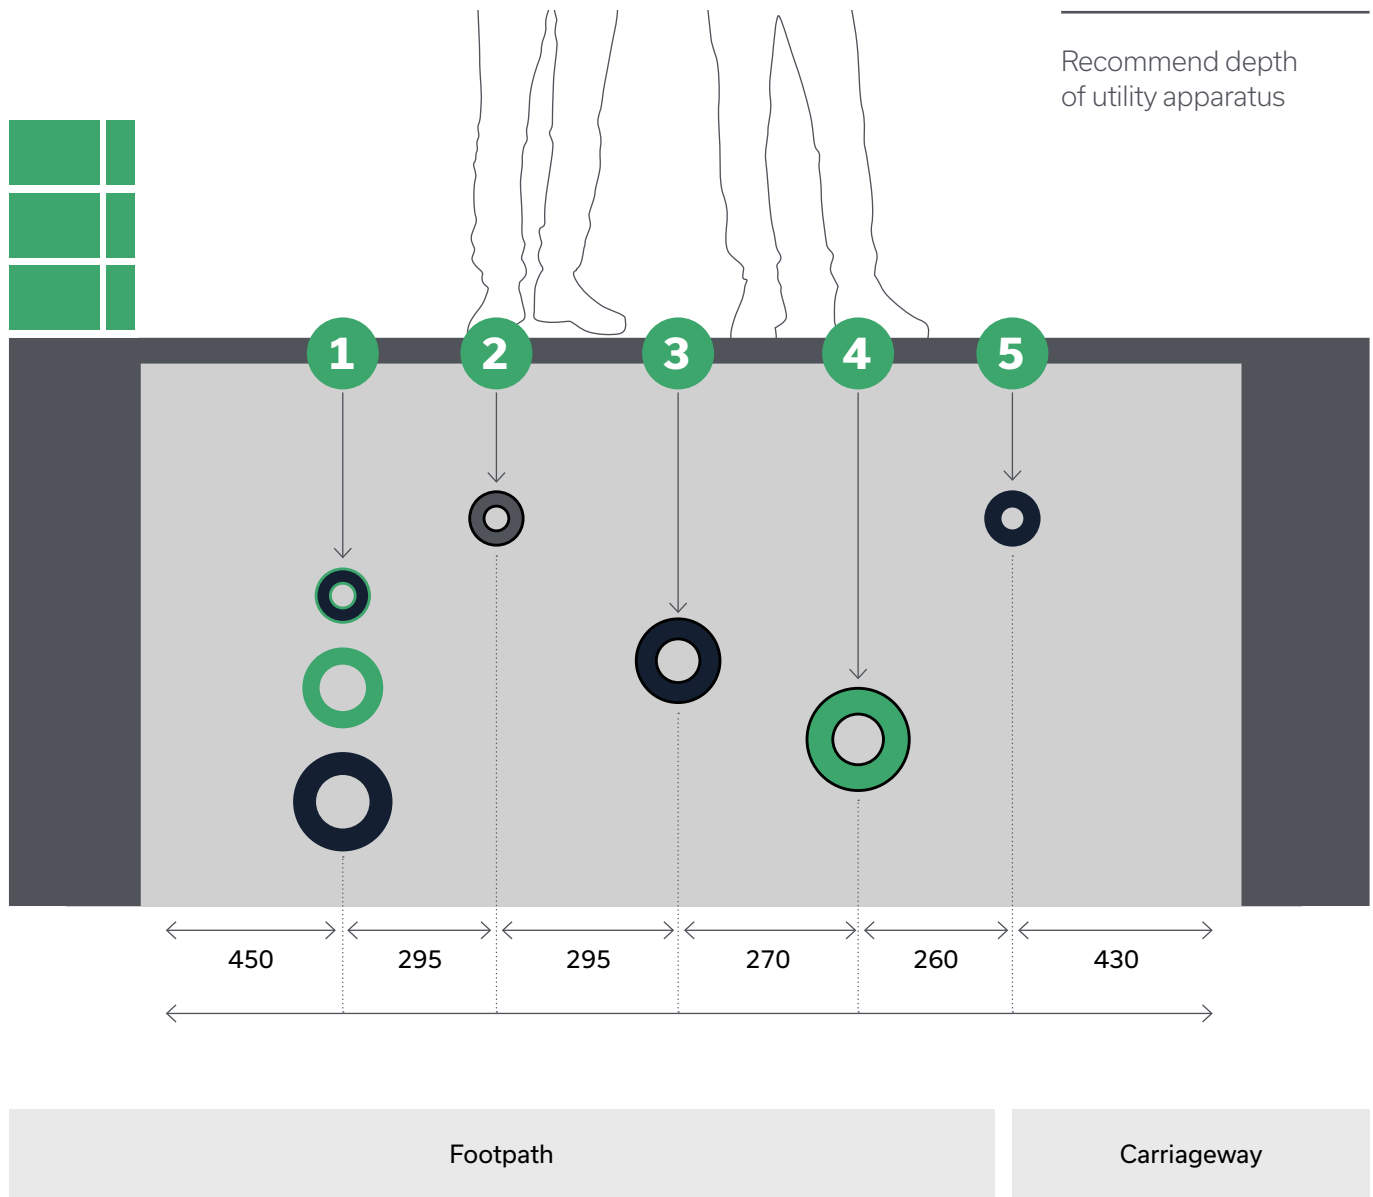 Recommend depth
of utility apparatus
1 2 3 4 5
450 295 295 270 260 430
Footpath Carriageway